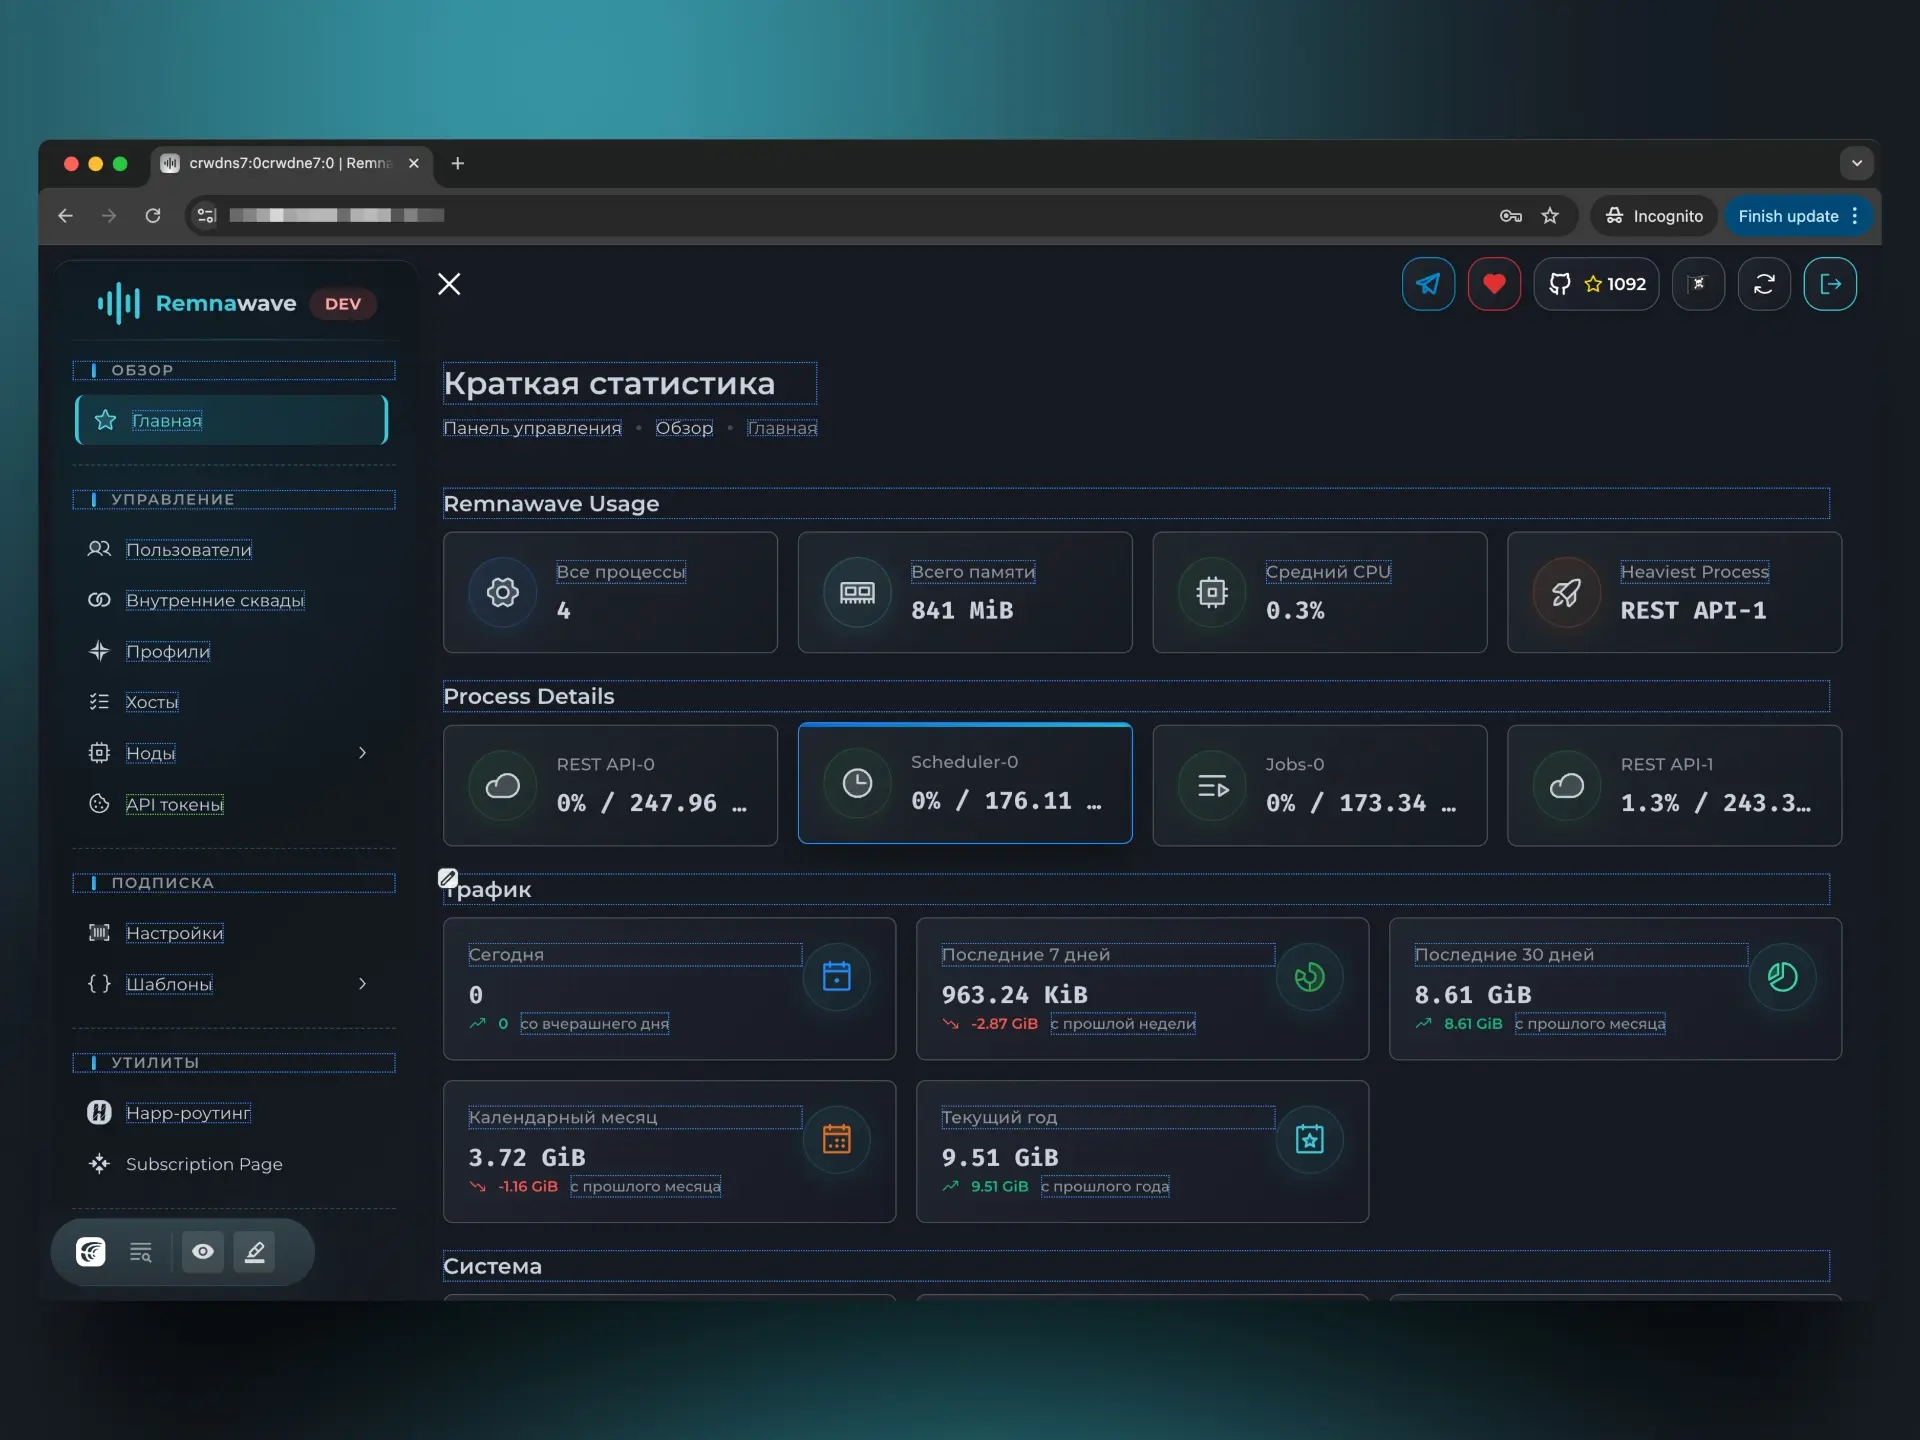 crwdns7:0crwdne7:0 | Remna
Incognito
Finish update
Remnawave DEV
1092
ОБЗОР
Главная
УПРАВЛЕНИЕ
Пользователи
Внутренние сквады
Профили
Хосты
Ноды
API токены
ПОДПИСКА
Настройки
Шаблоны
УТИЛИТЫ
Happ-роутинг
Subscription Page
Краткая статистика
Панель управления • Обзор • Главная
Remnawave Usage
Все процессы
4
Всего памяти
841 MiB
Средний CPU
0.3%
Heaviest Process
REST API-1
Process Details
REST API-0
0% / 247.96 …
Scheduler-0
0% / 176.11 …
Jobs-0
0% / 173.34 …
REST API-1
1.3% / 243.3…
Трафик
Сегодня
0
0 со вчерашнего дня
Последние 7 дней
963.24 KiB
-2.87 GiB с прошлой недели
Последние 30 дней
8.61 GiB
8.61 GiB с прошлого месяца
Календарный месяц
3.72 GiB
-1.16 GiB с прошлого месяца
Текущий год
9.51 GiB
9.51 GiB с прошлого года
Система